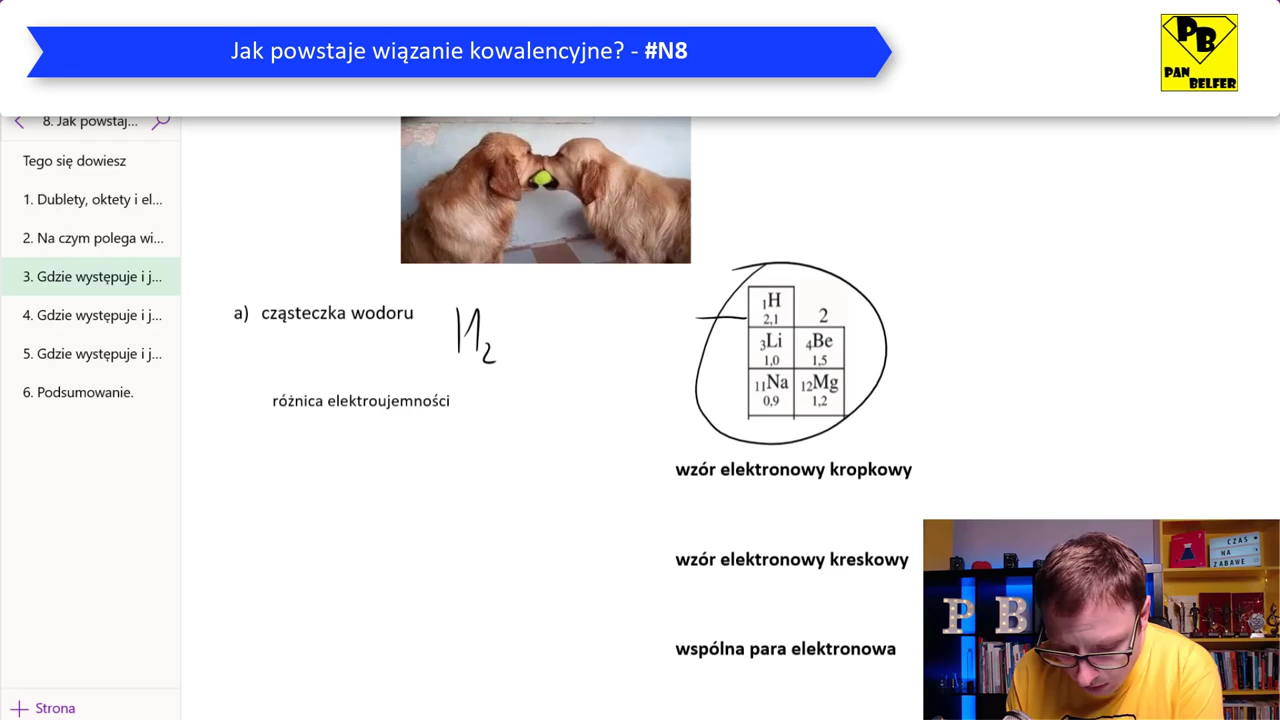 Jak powstaje wiązanie kowalencyjne? - #N8
PB
PAN
BELFER
8. Jak powstaj...
Tego się dowiesz
1. Dublety, oktety i el...
2. Na czym polega wi...
3. Gdzie występuje i j...
4. Gdzie występuje i j...
5. Gdzie występuje i j...
6. Podsumowanie.
Strona
a) cząsteczka wodoru H2
różnica elektroujemności
1H 2
2,1
3Li 4Be
1,0 1,5
11Na 12Mg
0,9 1,2
wzór elektronowy kropkowy
wzór elektronowy kreskowy
wspólna para elektronowa
CZAS
NA
ZABAWE
P B